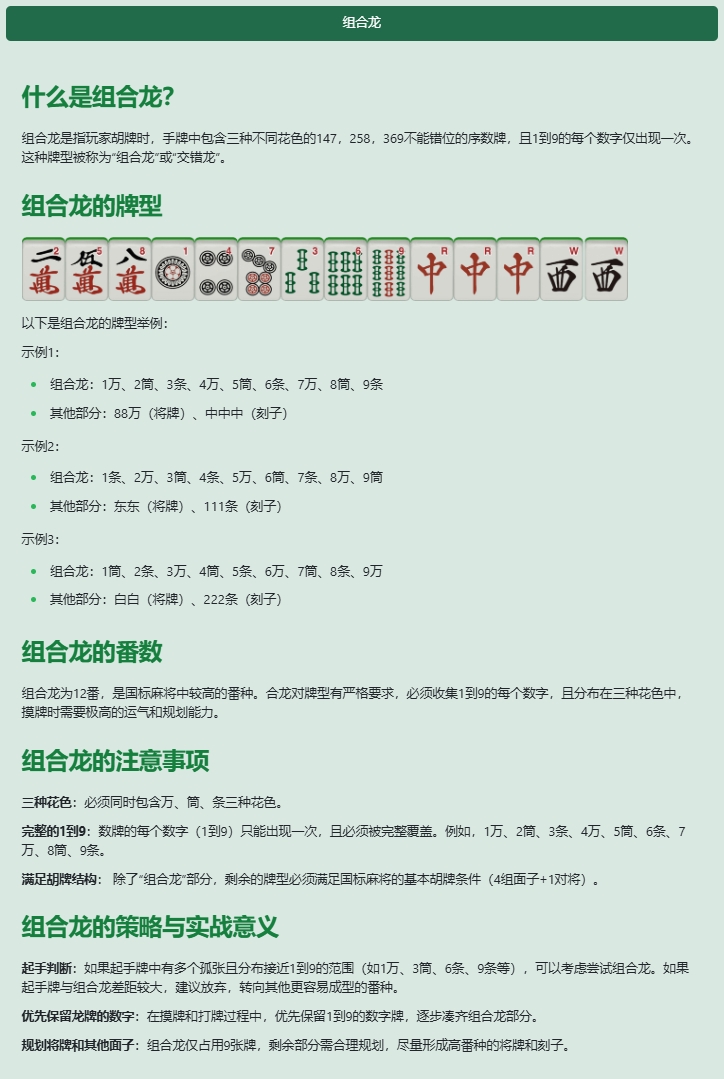 组合龙
什么是组合龙？
组合龙是指玩家胡牌时，手牌中包含三种不同花色的147，258，369不能错位的序数牌，且1到9的每个数字仅出现一次。
这种牌型被称为“组合龙”或“交错龙”。
组合龙的牌型
二萬 2 伍萬 5 八萬 8 1 4 7 3 6 9 中 R 中 R 中 R 西 W 西 W
以下是组合龙的牌型举例：
示例1：
组合龙：1万、2筒、3条、4万、5筒、6条、7万、8筒、9条
其他部分：88万（将牌）、中中中（刻子）
示例2：
组合龙：1条、2万、3筒、4条、5万、6筒、7条、8万、9筒
其他部分：东东（将牌）、111条（刻子）
示例3：
组合龙：1筒、2条、3万、4筒、5条、6万、7筒、8条、9万
其他部分：白白（将牌）、222条（刻子）
组合龙的番数
组合龙为12番，是国标麻将中较高的番种。合龙对牌型有严格要求，必须收集1到9的每个数字，且分布在三种花色中，
摸牌时需要极高的运气和规划能力。
组合龙的注意事项
三种花色：必须同时包含万、筒、条三种花色。
完整的1到9：数牌的每个数字（1到9）只能出现一次，且必须被完整覆盖。例如，1万、2筒、3条、4万、5筒、6条、7
万、8筒、9条。
满足胡牌结构： 除了“组合龙”部分，剩余的牌型必须满足国标麻将的基本胡牌条件（4组面子+1对将）。
组合龙的策略与实战意义
起手判断：如果起手牌中有多个孤张且分布接近1到9的范围（如1万、3筒、6条、9条等），可以考虑尝试组合龙。如果
起手牌与组合龙差距较大，建议放弃，转向其他更容易成型的番种。
优先保留龙牌的数字：在摸牌和打牌过程中，优先保留1到9的数字牌，逐步凑齐组合龙部分。
规划将牌和其他面子：组合龙仅占用9张牌，剩余部分需合理规划，尽量形成高番种的将牌和刻子。